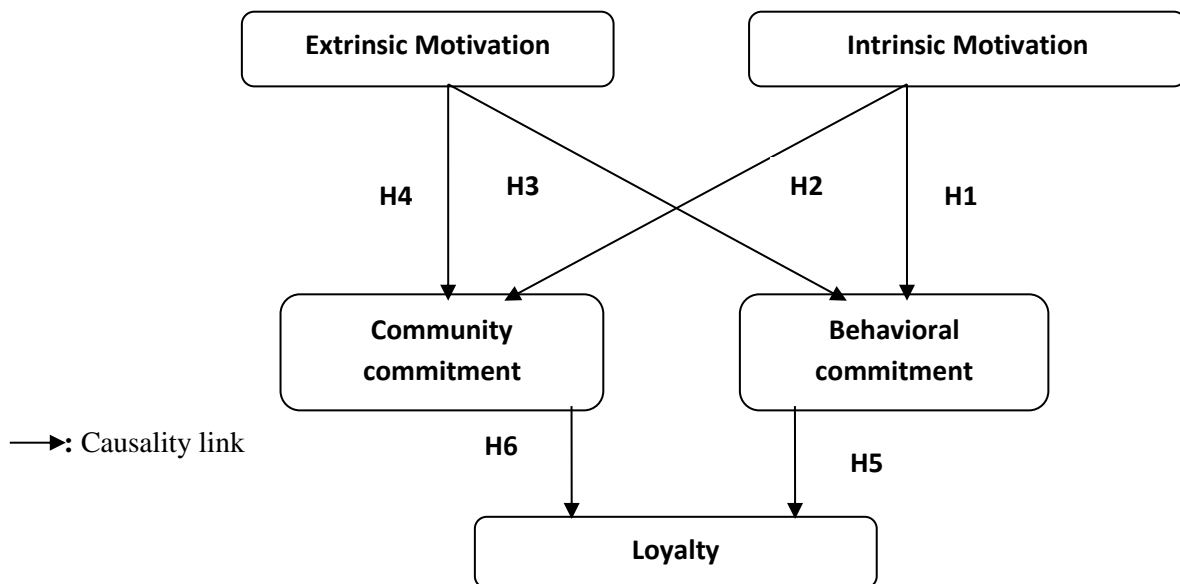 Extrinsic Motivation
Intrinsic Motivation
H4
H3
H2
H1
Community
commitment
Behavioral
commitment
: Causality link
H6
H5
Loyalty